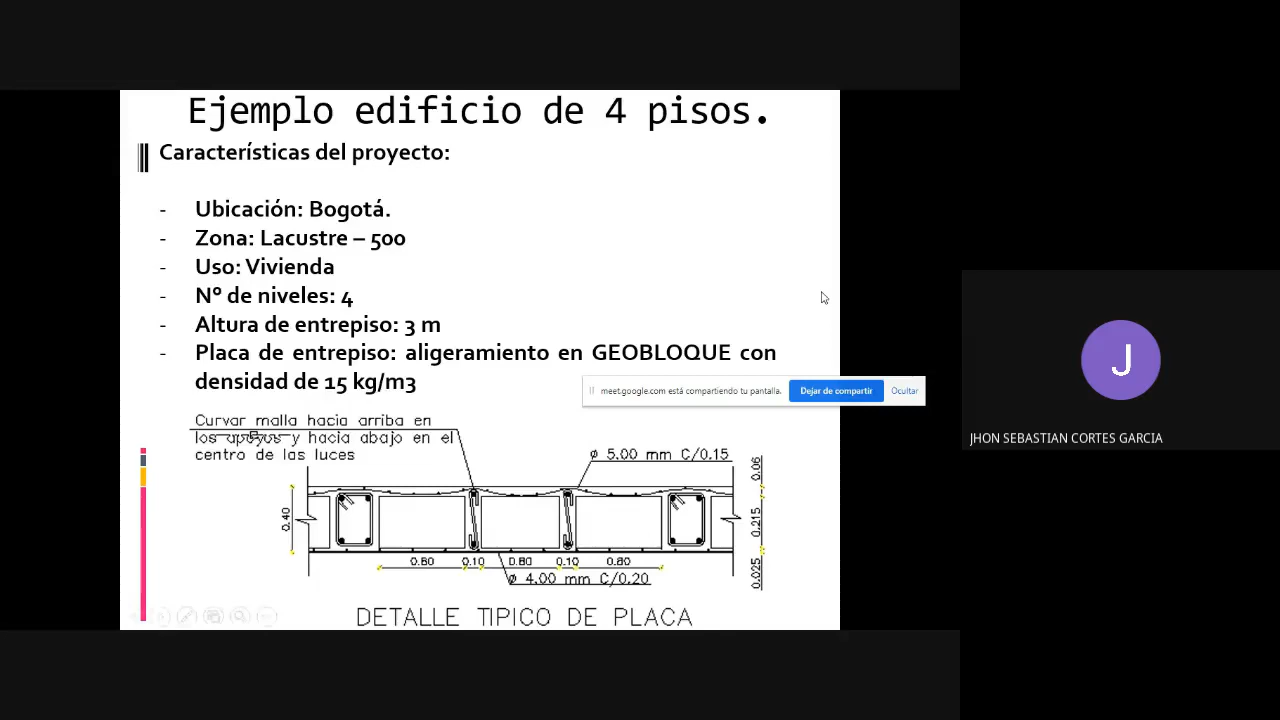 Ejemplo edificio de 4 pisos.
Características del proyecto:
- Ubicación: Bogotá.
- Zona: Lacustre – 500
- Uso: Vivienda
- Nº de niveles: 4
- Altura de entrepiso: 3 m
- Placa de entrepiso: aligeramiento en GEOBLOQUE con
densidad de 15 kg/m3
meet.google.com está compartiendo tu pantalla.
Dejar de compartir
Ocultar
Curvar malla hacia arriba en
los apoyos y hacia abajo en el
centro de las luces
ø 5.00 mm C/0.15
0.06
0.40
0.215
0.80 0.10 0.80 0.10 0.80
0.025
ø 4.00 mm C/0.20
DETALLE TIPICO DE PLACA
J
JHON SEBASTIAN CORTES GARCIA